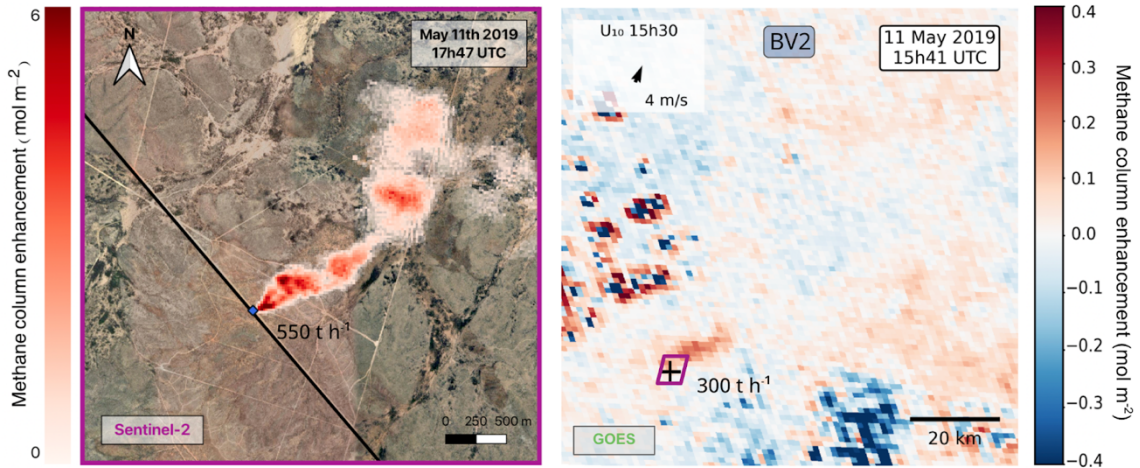 6
Methane column enhancement ( mol m⁻²)
0
N
May 11th 2019
17h47 UTC
550 t h⁻¹
Sentinel-2
0 250 500 m
U₁₀ 15h30
4 m/s
BV2
11 May 2019
15h41 UTC
300 t h⁻¹
GOES
20 km
0.4
0.3
0.2
0.1
0.0
−0.1
−0.2
−0.3
−0.4
Methane column enhancement (mol m⁻²)